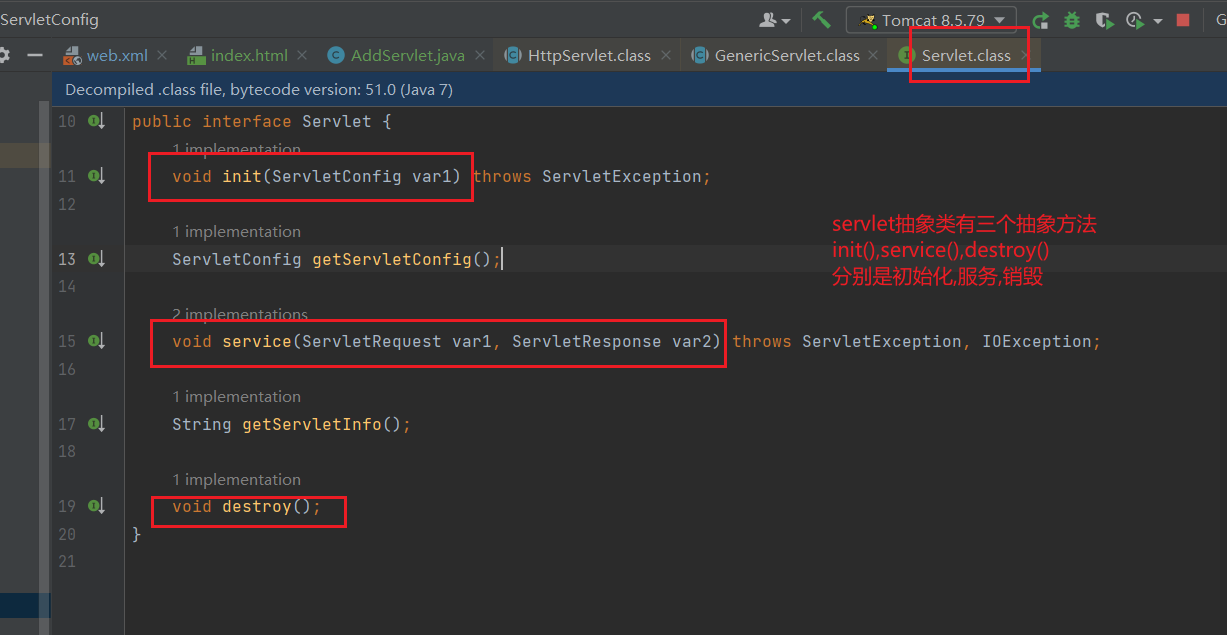 ServletConfig
Tomcat 8.5.79
G
web.xml
index.html
AddServlet.java
HttpServlet.class
GenericServlet.class
Servlet.class
Decompiled .class file, bytecode version: 51.0 (Java 7)
10 public interface Servlet {
1 implementation
11 void init(ServletConfig var1) throws ServletException;
12
1 implementation
13 ServletConfig getServletConfig();
14
2 implementations
15 void service(ServletRequest var1, ServletResponse var2) throws ServletException, IOException;
16
1 implementation
17 String getServletInfo();
18
1 implementation
19 void destroy();
20 }
21
servlet抽象类有三个抽象方法
init(),service(),destroy()
分别是初始化,服务,销毁